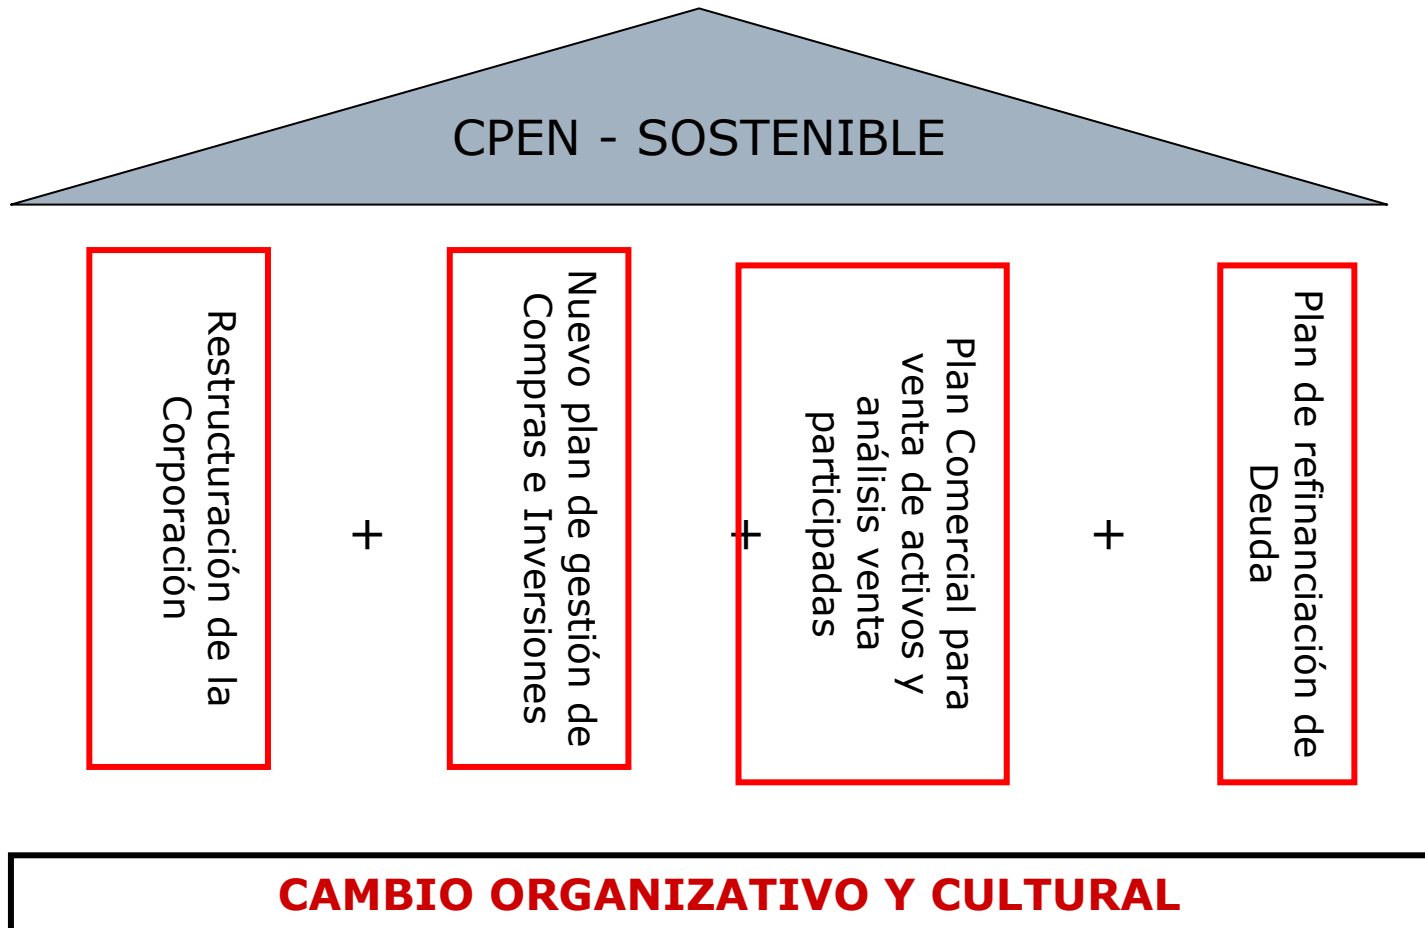 CPEN - SOSTENIBLE
Restructuración de la
Corporación
+
Nuevo plan de gestión de
Compras e Inversiones
+
Plan Comercial para
venta de activos y
análisis venta
participadas
+
Plan de refinanciación de
Deuda
CAMBIO ORGANIZATIVO Y CULTURAL